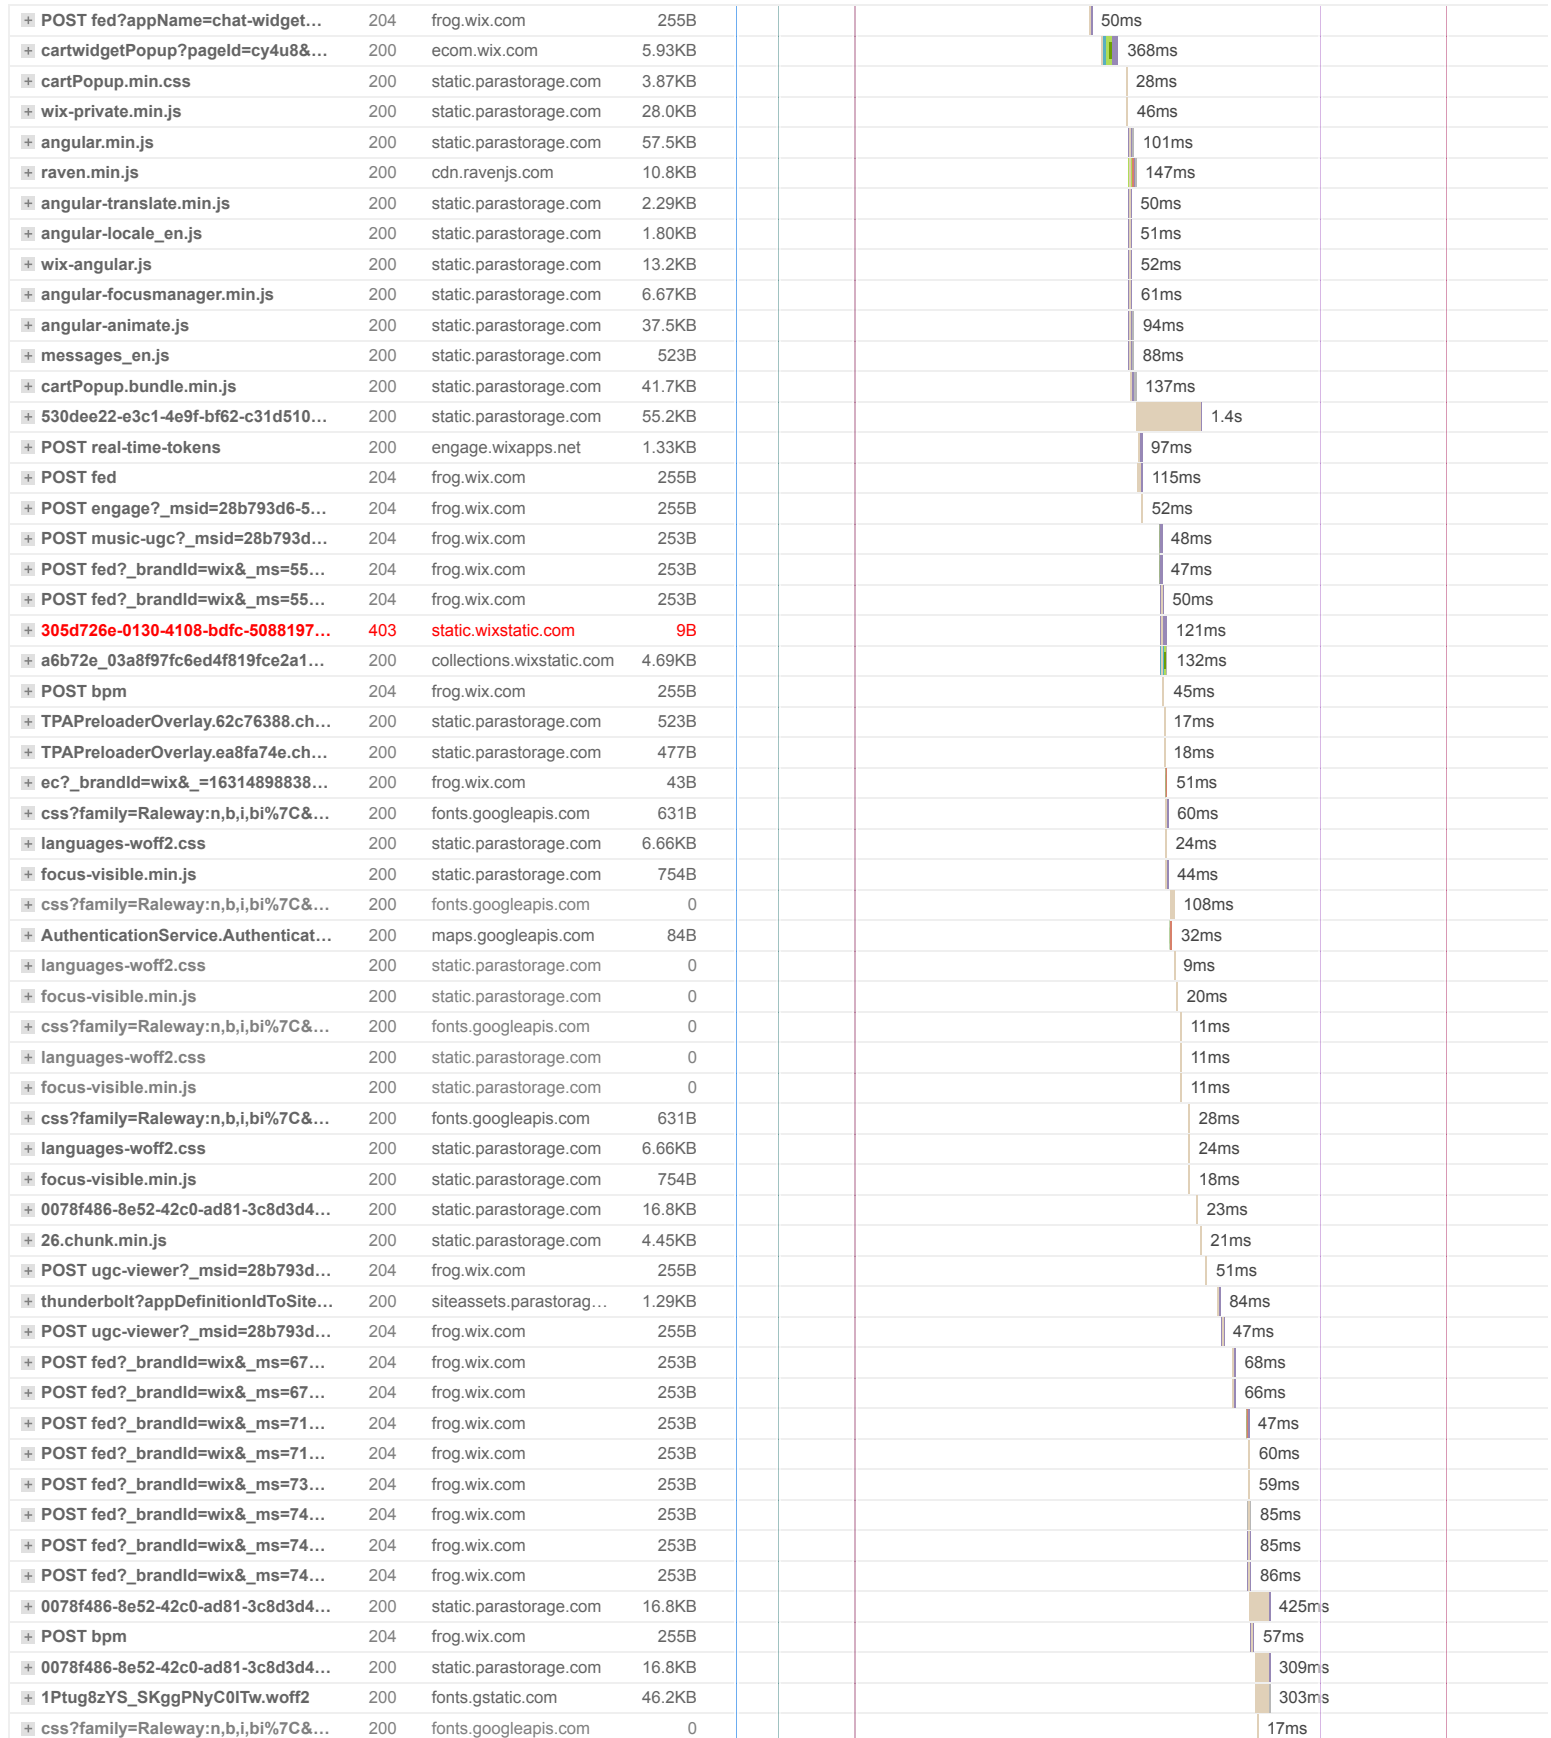 POST fed?appName=chat-widget... 204 frog.wix.com 255B 50ms
cartwidgetPopup?pageId=cy4u8&... 200 ecom.wix.com 5.93KB 368ms
cartPopup.min.css 200 static.parastorage.com 3.87KB 28ms
wix-private.min.js 200 static.parastorage.com 28.0KB 46ms
angular.min.js 200 static.parastorage.com 57.5KB 101ms
raven.min.js 200 cdn.ravenjs.com 10.8KB 147ms
angular-translate.min.js 200 static.parastorage.com 2.29KB 50ms
angular-locale_en.js 200 static.parastorage.com 1.80KB 51ms
wix-angular.js 200 static.parastorage.com 13.2KB 52ms
angular-focusmanager.min.js 200 static.parastorage.com 6.67KB 61ms
angular-animate.js 200 static.parastorage.com 37.5KB 94ms
messages_en.js 200 static.parastorage.com 523B 88ms
cartPopup.bundle.min.js 200 static.parastorage.com 41.7KB 137ms
530dee22-e3c1-4e9f-bf62-c31d510... 200 static.parastorage.com 55.2KB 1.4s
POST real-time-tokens 200 engage.wixapps.net 1.33KB 97ms
POST fed 204 frog.wix.com 255B 115ms
POST engage?_msid=28b793d6-5... 204 frog.wix.com 255B 52ms
POST music-ugc?_msid=28b793d... 204 frog.wix.com 253B 48ms
POST fed?_brandId=wix&_ms=55... 204 frog.wix.com 253B 47ms
POST fed?_brandId=wix&_ms=55... 204 frog.wix.com 253B 50ms
305d726e-0130-4108-bdfc-5088197... 403 static.wixstatic.com 9B 121ms
a6b72e_03a8f97fc6ed4f819fce2a1... 200 collections.wixstatic.com 4.69KB 132ms
POST bpm 204 frog.wix.com 255B 45ms
TPAPreloaderOverlay.62c76388.ch... 200 static.parastorage.com 523B 17ms
TPAPreloaderOverlay.ea8fa74e.ch... 200 static.parastorage.com 477B 18ms
ec?_brandId=wix&_=16314898838... 200 frog.wix.com 43B 51ms
css?family=Raleway:n,b,i,bi%7C&... 200 fonts.googleapis.com 631B 60ms
languages-woff2.css 200 static.parastorage.com 6.66KB 24ms
focus-visible.min.js 200 static.parastorage.com 754B 44ms
css?family=Raleway:n,b,i,bi%7C&... 200 fonts.googleapis.com 0 108ms
AuthenticationService.Authenticat... 200 maps.googleapis.com 84B 32ms
languages-woff2.css 200 static.parastorage.com 0 9ms
focus-visible.min.js 200 static.parastorage.com 0 20ms
css?family=Raleway:n,b,i,bi%7C&... 200 fonts.googleapis.com 0 11ms
languages-woff2.css 200 static.parastorage.com 0 11ms
focus-visible.min.js 200 static.parastorage.com 0 11ms
css?family=Raleway:n,b,i,bi%7C&... 200 fonts.googleapis.com 631B 28ms
languages-woff2.css 200 static.parastorage.com 6.66KB 24ms
focus-visible.min.js 200 static.parastorage.com 754B 18ms
0078f486-8e52-42c0-ad81-3c8d3d4... 200 static.parastorage.com 16.8KB 23ms
26.chunk.min.js 200 static.parastorage.com 4.45KB 21ms
POST ugc-viewer?_msid=28b793d... 204 frog.wix.com 255B 51ms
thunderbolt?appDefinitionIdToSite... 200 siteassets.parastorag... 1.29KB 84ms
POST ugc-viewer?_msid=28b793d... 204 frog.wix.com 255B 47ms
POST fed?_brandId=wix&_ms=67... 204 frog.wix.com 253B 68ms
POST fed?_brandId=wix&_ms=67... 204 frog.wix.com 253B 66ms
POST fed?_brandId=wix&_ms=71... 204 frog.wix.com 253B 47ms
POST fed?_brandId=wix&_ms=71... 204 frog.wix.com 253B 60ms
POST fed?_brandId=wix&_ms=73... 204 frog.wix.com 253B 59ms
POST fed?_brandId=wix&_ms=74... 204 frog.wix.com 253B 85ms
POST fed?_brandId=wix&_ms=74... 204 frog.wix.com 253B 85ms
POST fed?_brandId=wix&_ms=74... 204 frog.wix.com 253B 86ms
0078f486-8e52-42c0-ad81-3c8d3d4... 200 static.parastorage.com 16.8KB 425ms
POST bpm 204 frog.wix.com 255B 57ms
0078f486-8e52-42c0-ad81-3c8d3d4... 200 static.parastorage.com 16.8KB 309ms
1Ptug8zYS_SKggPNyC0ITw.woff2 200 fonts.gstatic.com 46.2KB 303ms
css?family=Raleway:n,b,i,bi%7C&... 200 fonts.googleapis.com 0 17ms